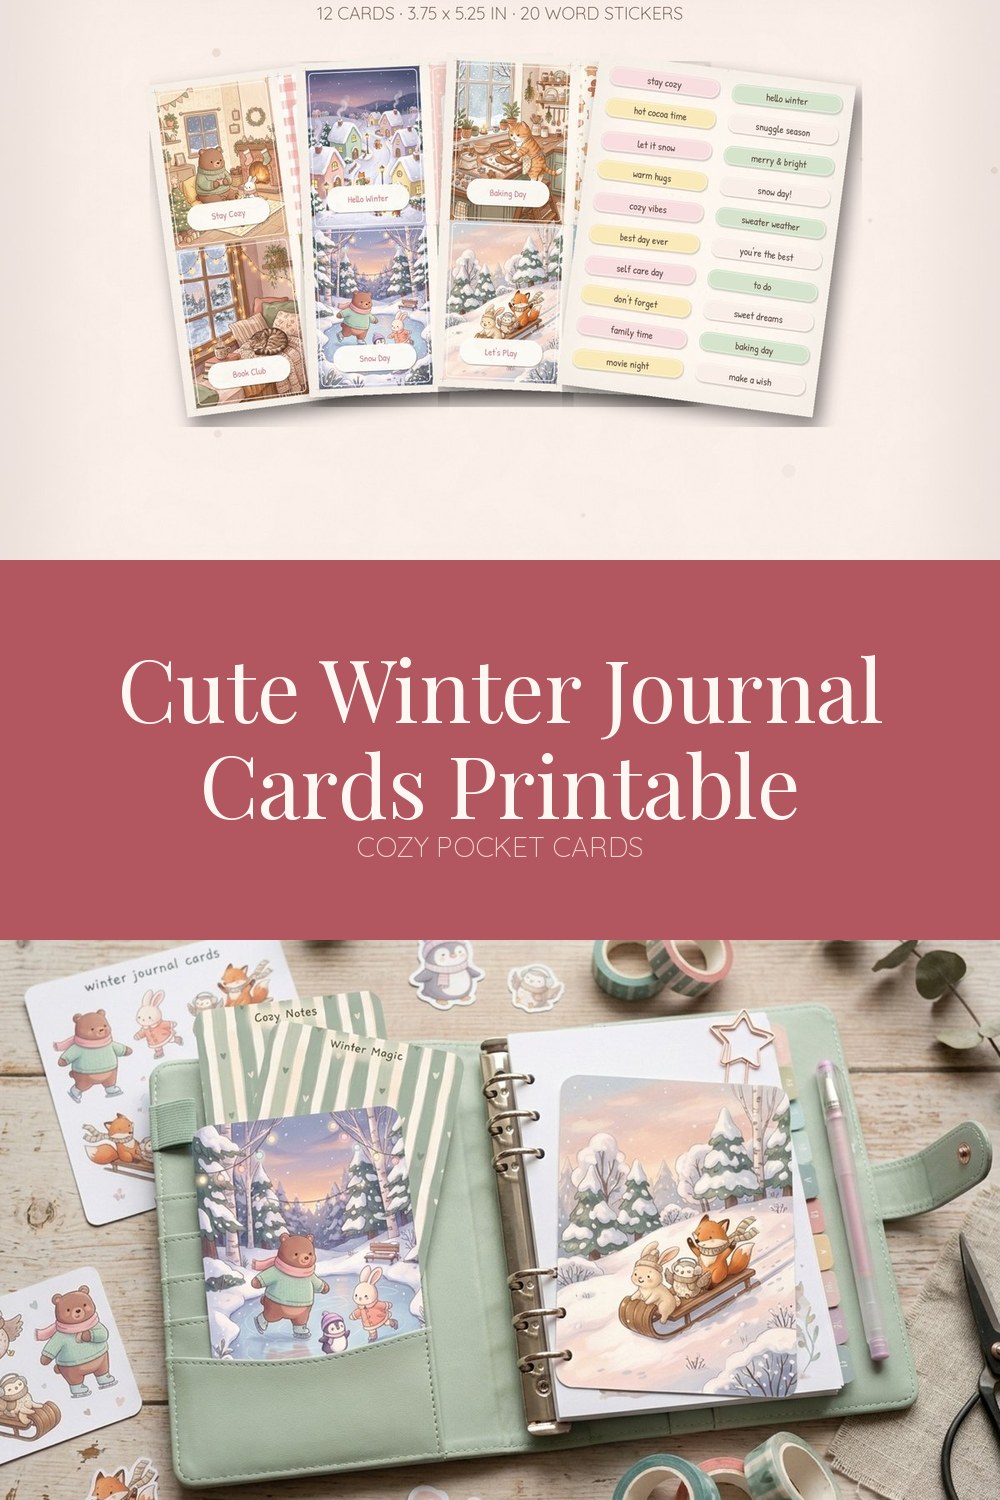 12 CARDS · 3.75 x 5.25 IN · 20 WORD STICKERS
Stay Cozy
Hello Winter
Baking Day
Book Club
Snow Day
Let's Play
stay cozy
hot cocoa time
let it snow
warm hugs
cozy vibes
best day ever
self care day
don't forget
family time
movie night
hello winter
snuggle season
merry & bright
snow day!
sweater weather
you're the best
to do
sweet dreams
baking day
make a wish
Cute Winter Journal
Cards Printable
COZY POCKET CARDS
winter journal cards
Cozy Notes
Winter Magic